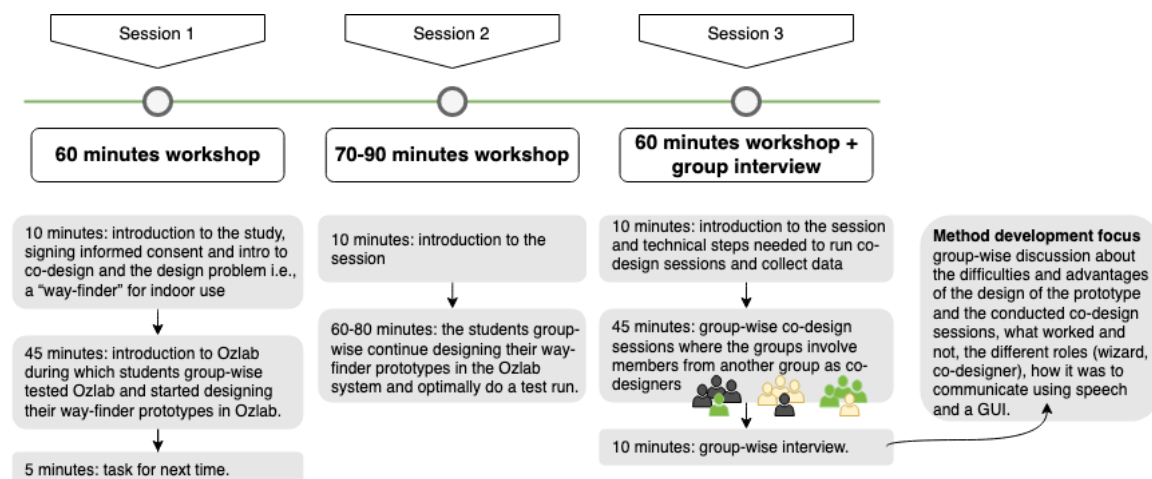 Session 1
60 minutes workshop
10 minutes: introduction to the study,
signing informed consent and intro to
co-design and the design problem i.e.,
a “way-finder” for indoor use
45 minutes: introduction to Ozlab
during which students group-wise
tested Ozlab and started designing
their way-finder prototypes in Ozlab.
5 minutes: task for next time.
Session 2
70-90 minutes workshop
10 minutes: introduction to the
session
60-80 minutes: the students group-
wise continue designing their way-
finder prototypes in the Ozlab
system and optimally do a test run.
Session 3
60 minutes workshop +
group interview
10 minutes: introduction to the session
and technical steps needed to run co-
design sessions and collect data
45 minutes: group-wise co-design
sessions where the groups involve
members from another group as co-
designers
10 minutes: group-wise interview.
Method development focus
group-wise discussion about
the difficulties and advantages
of the design of the prototype
and the conducted co-design
sessions, what worked and
not, the different roles (wizard,
co-designer), how it was to
communicate using speech
and a GUI.